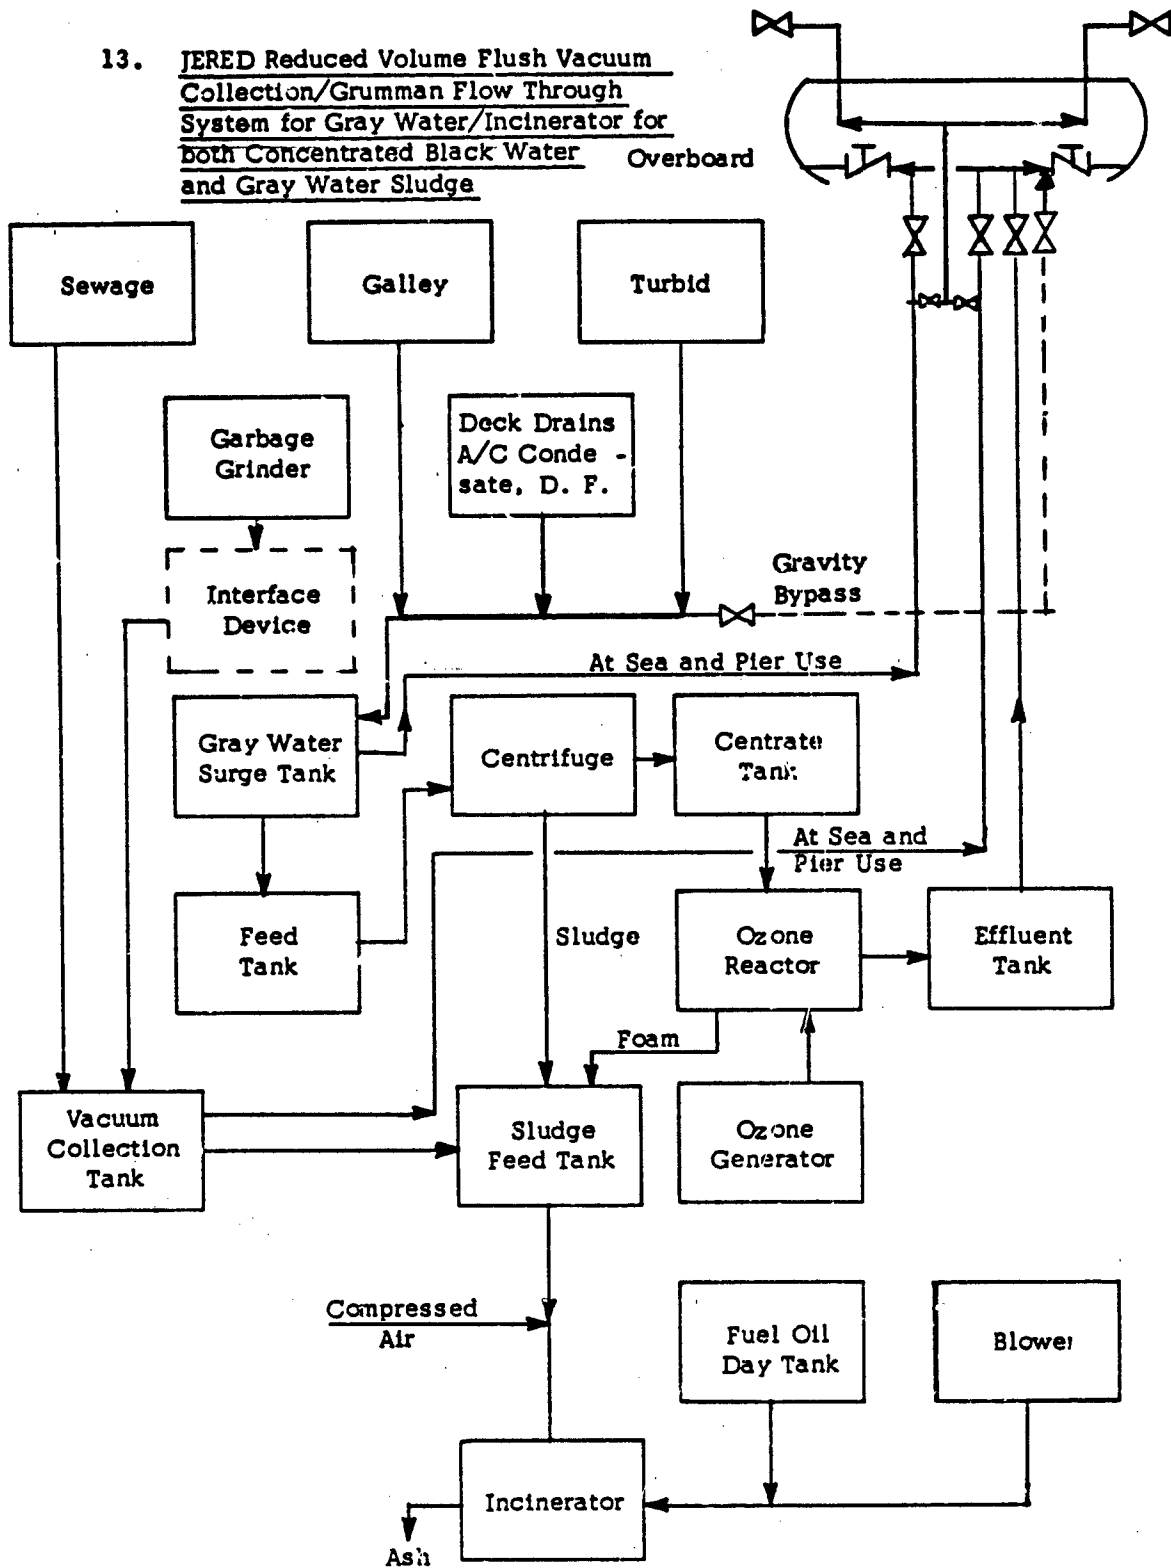 13. JERED Reduced Volume Flush Vacuum
Collection/Grumman Flow Through
System for Gray Water/Incinerator for
both Concentrated Black Water
and Gray Water Sludge
Overboard
Sewage
Galley
Turbid
Garbage
Grinder
Deck Drains
A/C Conde -
sate, D. F.
Interface
Device
Gravity
Bypass
At Sea and Pier Use
Gray Water
Surge Tank
Centrifuge
Centrate
Tank
At Sea and
Pier Use
Feed
Tank
Sludge
Ozone
Reactor
Effluent
Tank
Foam
Vacuum
Collection
Tank
Sludge
Feed Tank
Ozone
Generator
Compressed
Air
Fuel Oil
Day Tank
Blower
Incinerator
Ash